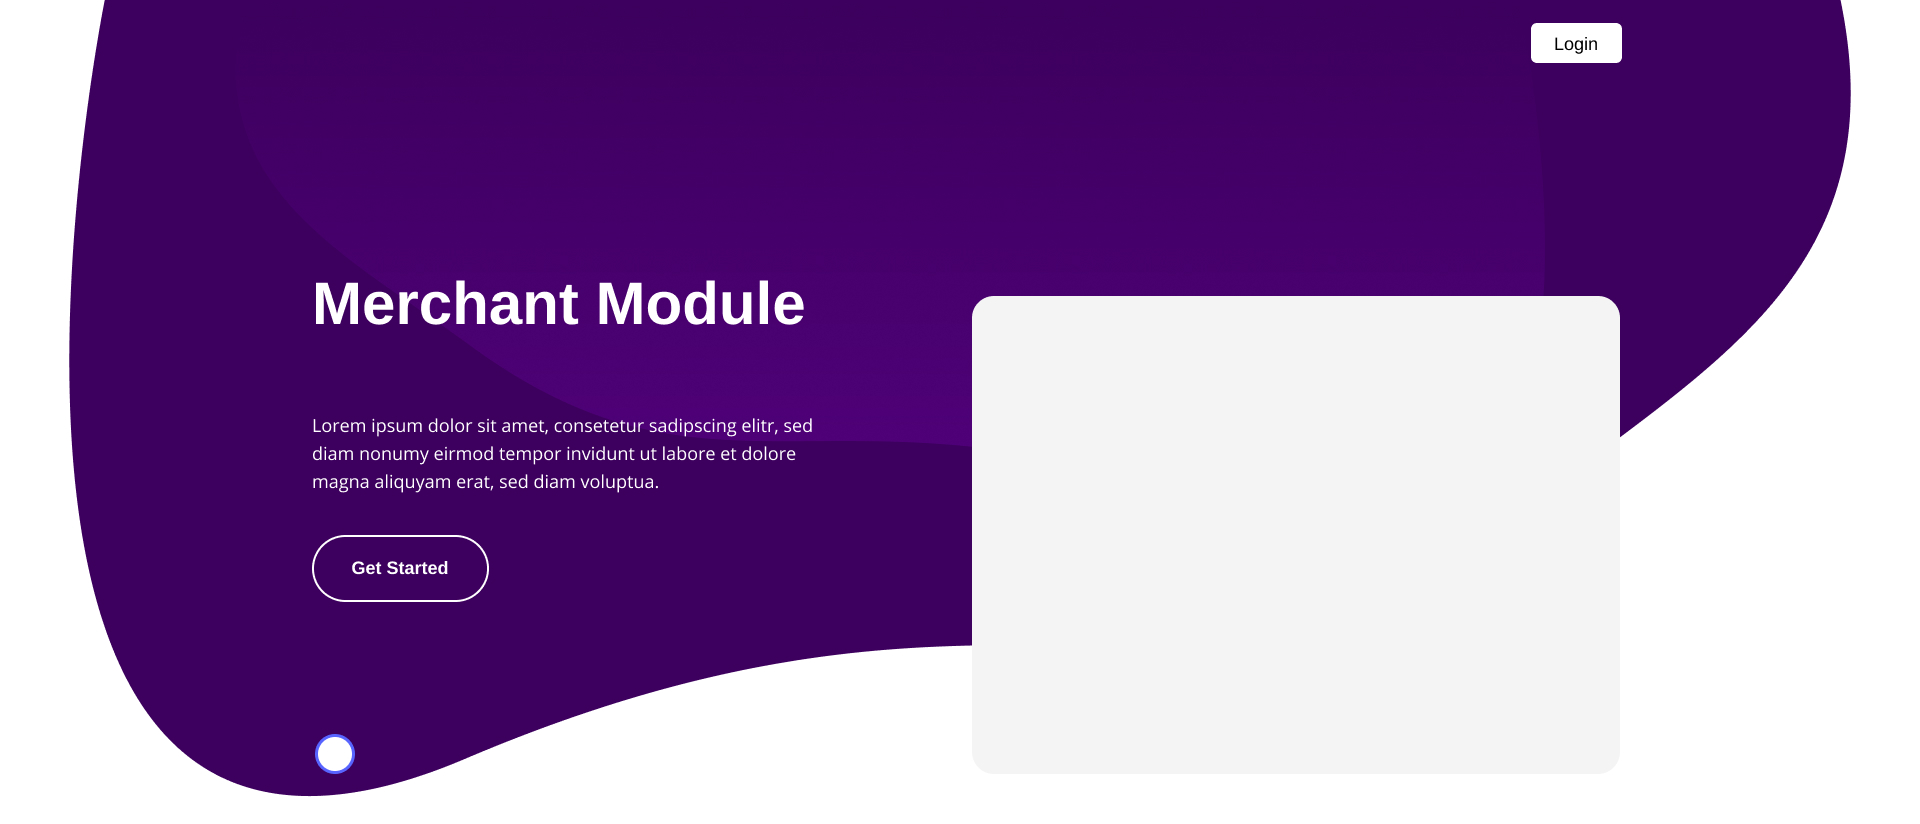 Login
Merchant Module
Lorem ipsum dolor sit amet, consetetur sadipscing elitr, sed
diam nonumy eirmod tempor invidunt ut labore et dolore
magna aliquyam erat, sed diam voluptua.
Get Started